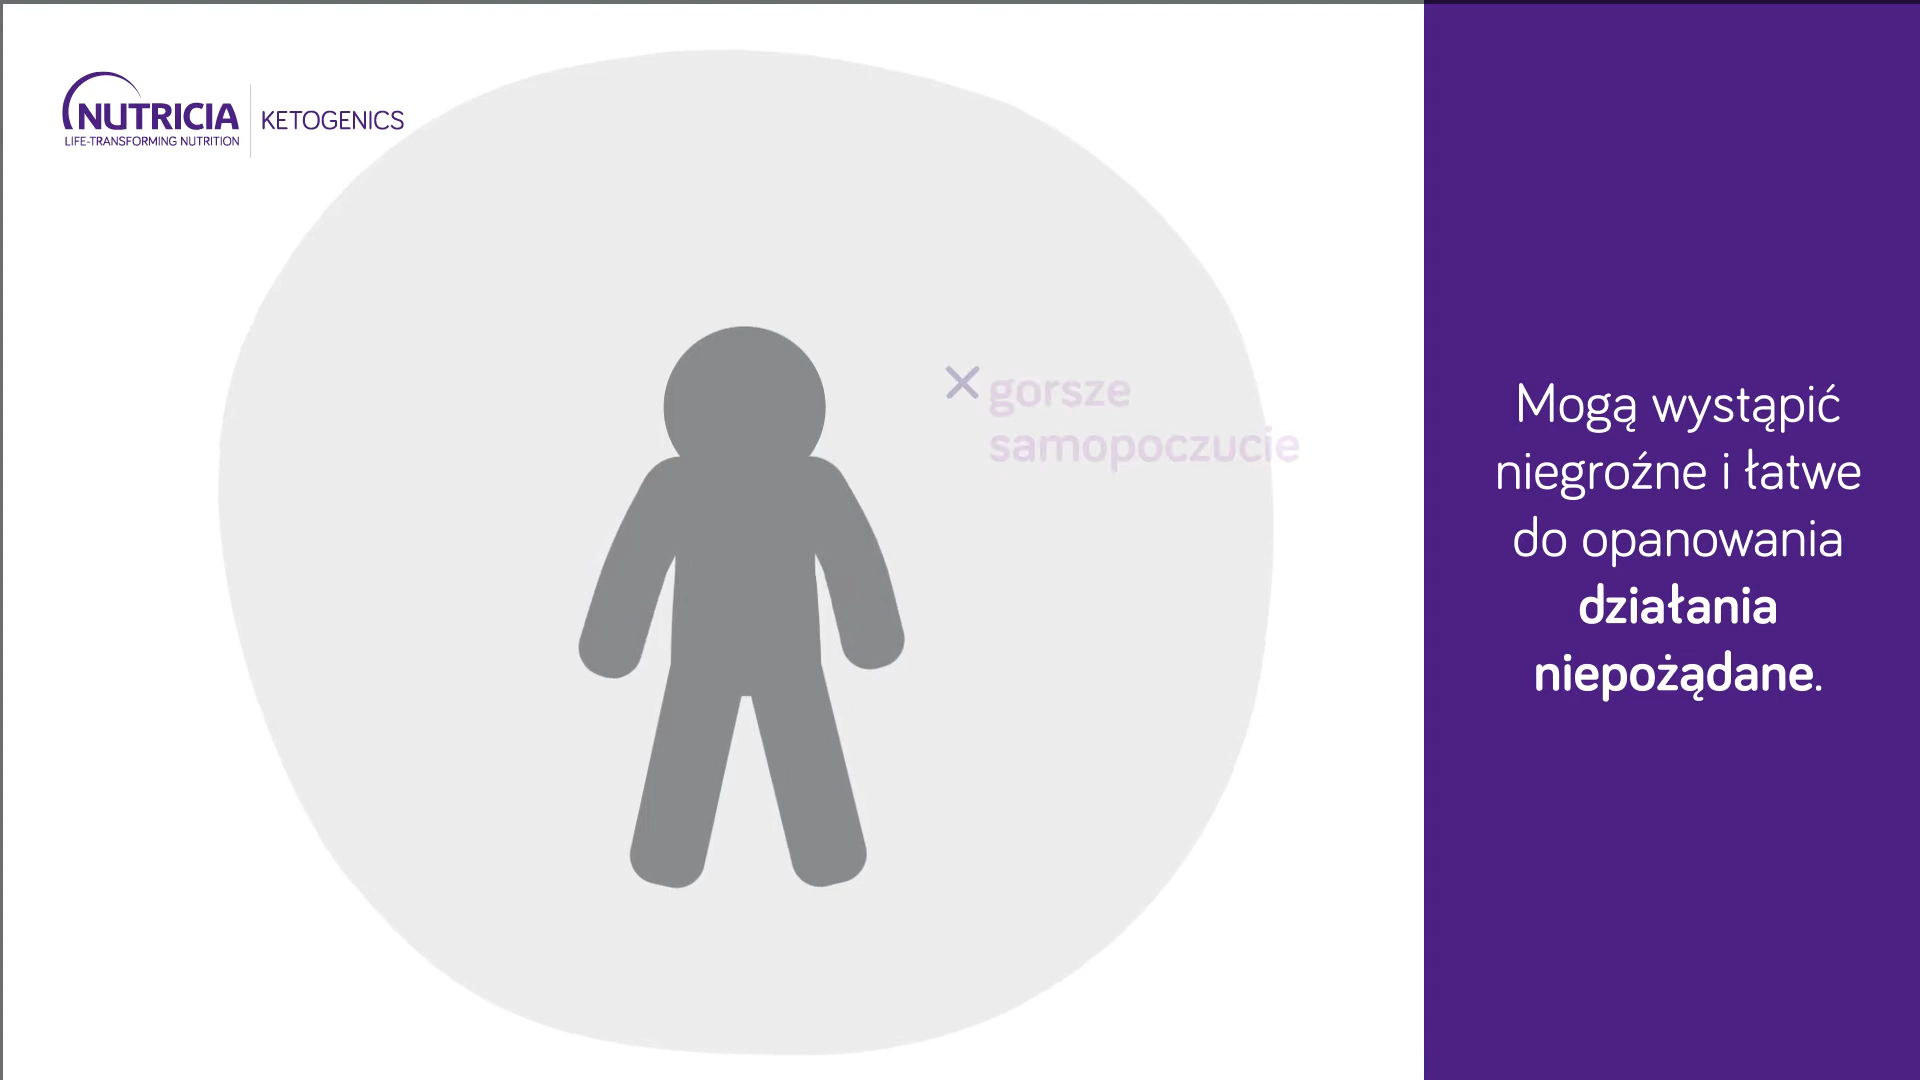 NUTRICIA
LIFE-TRANSFORMING NUTRITION
KETOGENICS
gorsze
samopoczucie
Mogą wystąpić
niegroźne i łatwe
do opanowania
działania
niepożądane.